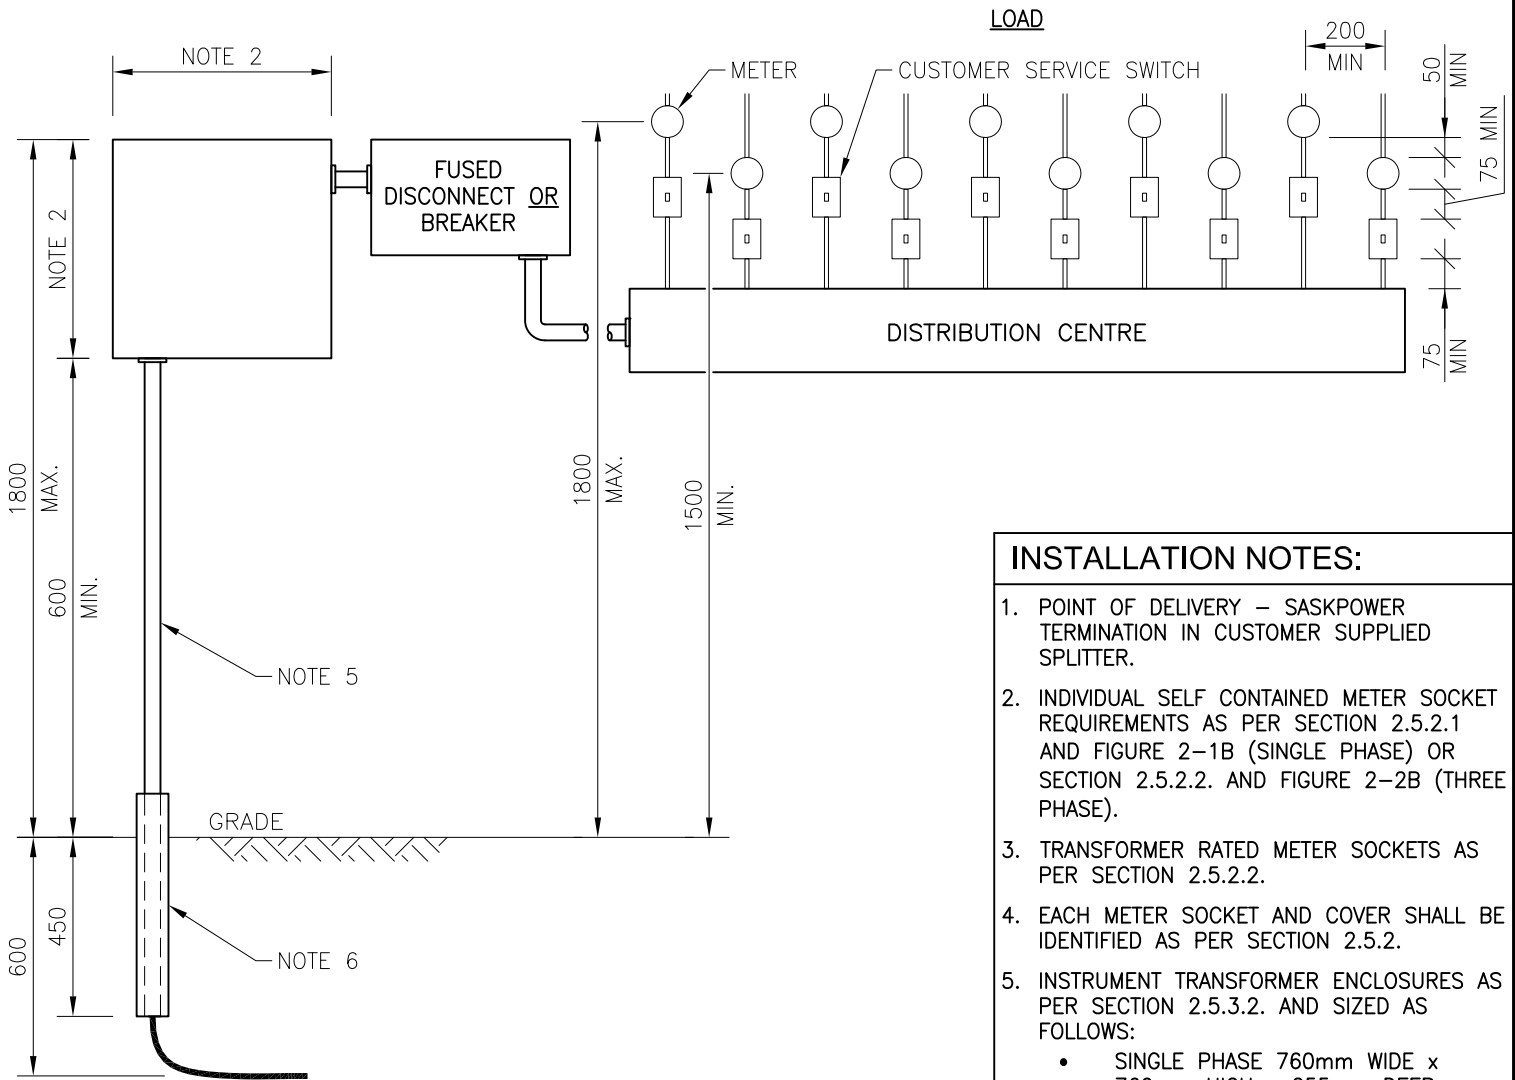 LOAD
NOTE 2
METER
CUSTOMER SERVICE SWITCH
200
MIN
50
MIN
75 MIN
FUSED
DISCONNECT OR
BREAKER
NOTE 2
DISTRIBUTION CENTRE
75
MIN
1800
MAX.
600
MIN.
1800
MAX.
1500
MIN.
NOTE 5
GRADE
600
450
NOTE 6
INSTALLATION NOTES:
1. POINT OF DELIVERY – SASKPOWER
TERMINATION IN CUSTOMER SUPPLIED
SPLITTER.
2. INDIVIDUAL SELF CONTAINED METER SOCKET
REQUIREMENTS AS PER SECTION 2.5.2.1
AND FIGURE 2–1B (SINGLE PHASE) OR
SECTION 2.5.2.2. AND FIGURE 2–2B (THREE
PHASE).
3. TRANSFORMER RATED METER SOCKETS AS
PER SECTION 2.5.2.2.
4. EACH METER SOCKET AND COVER SHALL BE
IDENTIFIED AS PER SECTION 2.5.2.
5. INSTRUMENT TRANSFORMER ENCLOSURES AS
PER SECTION 2.5.3.2. AND SIZED AS
FOLLOWS:
• SINGLE PHASE 760mm WIDE x